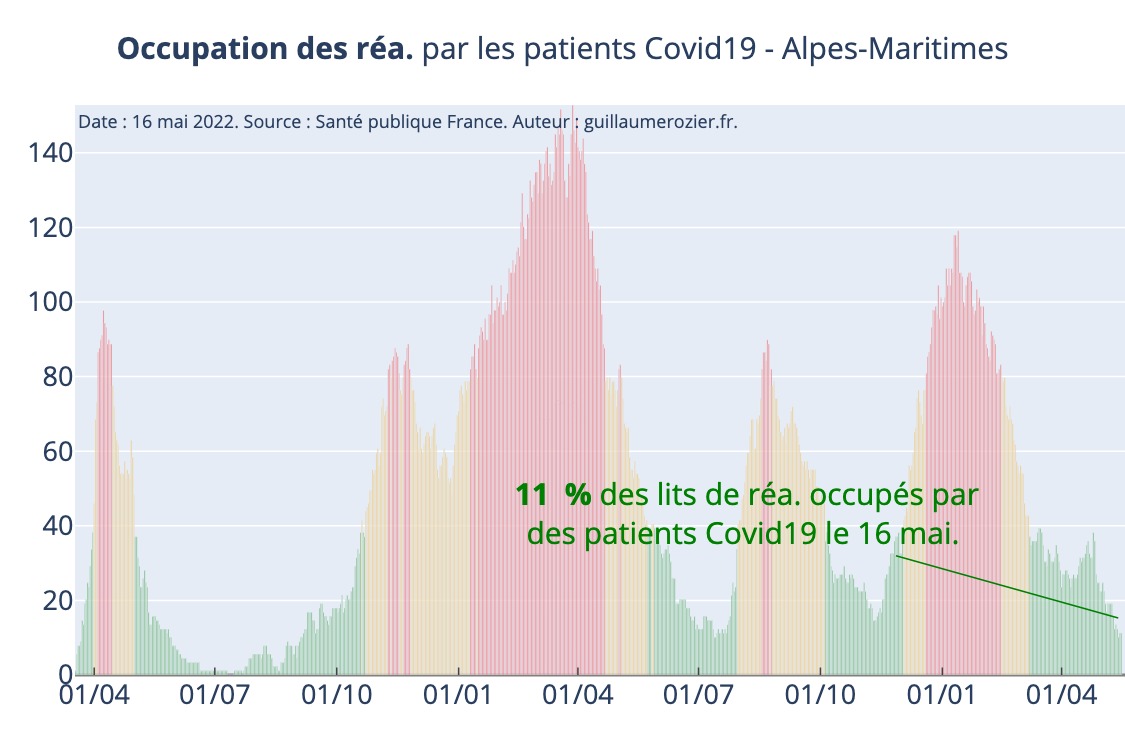 Occupation des réa. par les patients Covid19 - Alpes-Maritimes
Date : 16 mai 2022. Source : Santé publique France. Auteur : guillaumerozier.fr.
140
120
100
80
60
40
20
0
11 % des lits de réa. occupés par
des patients Covid19 le 16 mai.
01/04 01/07 01/10 01/01 01/04 01/07 01/10 01/01 01/04